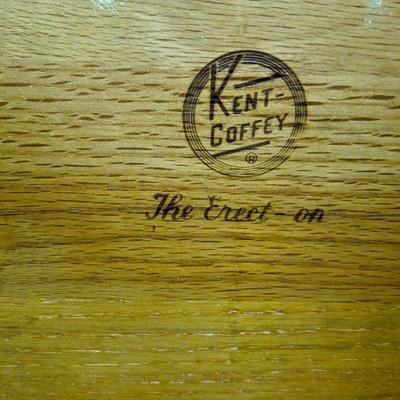 KENT-
COFFEY
®
The Erect-on